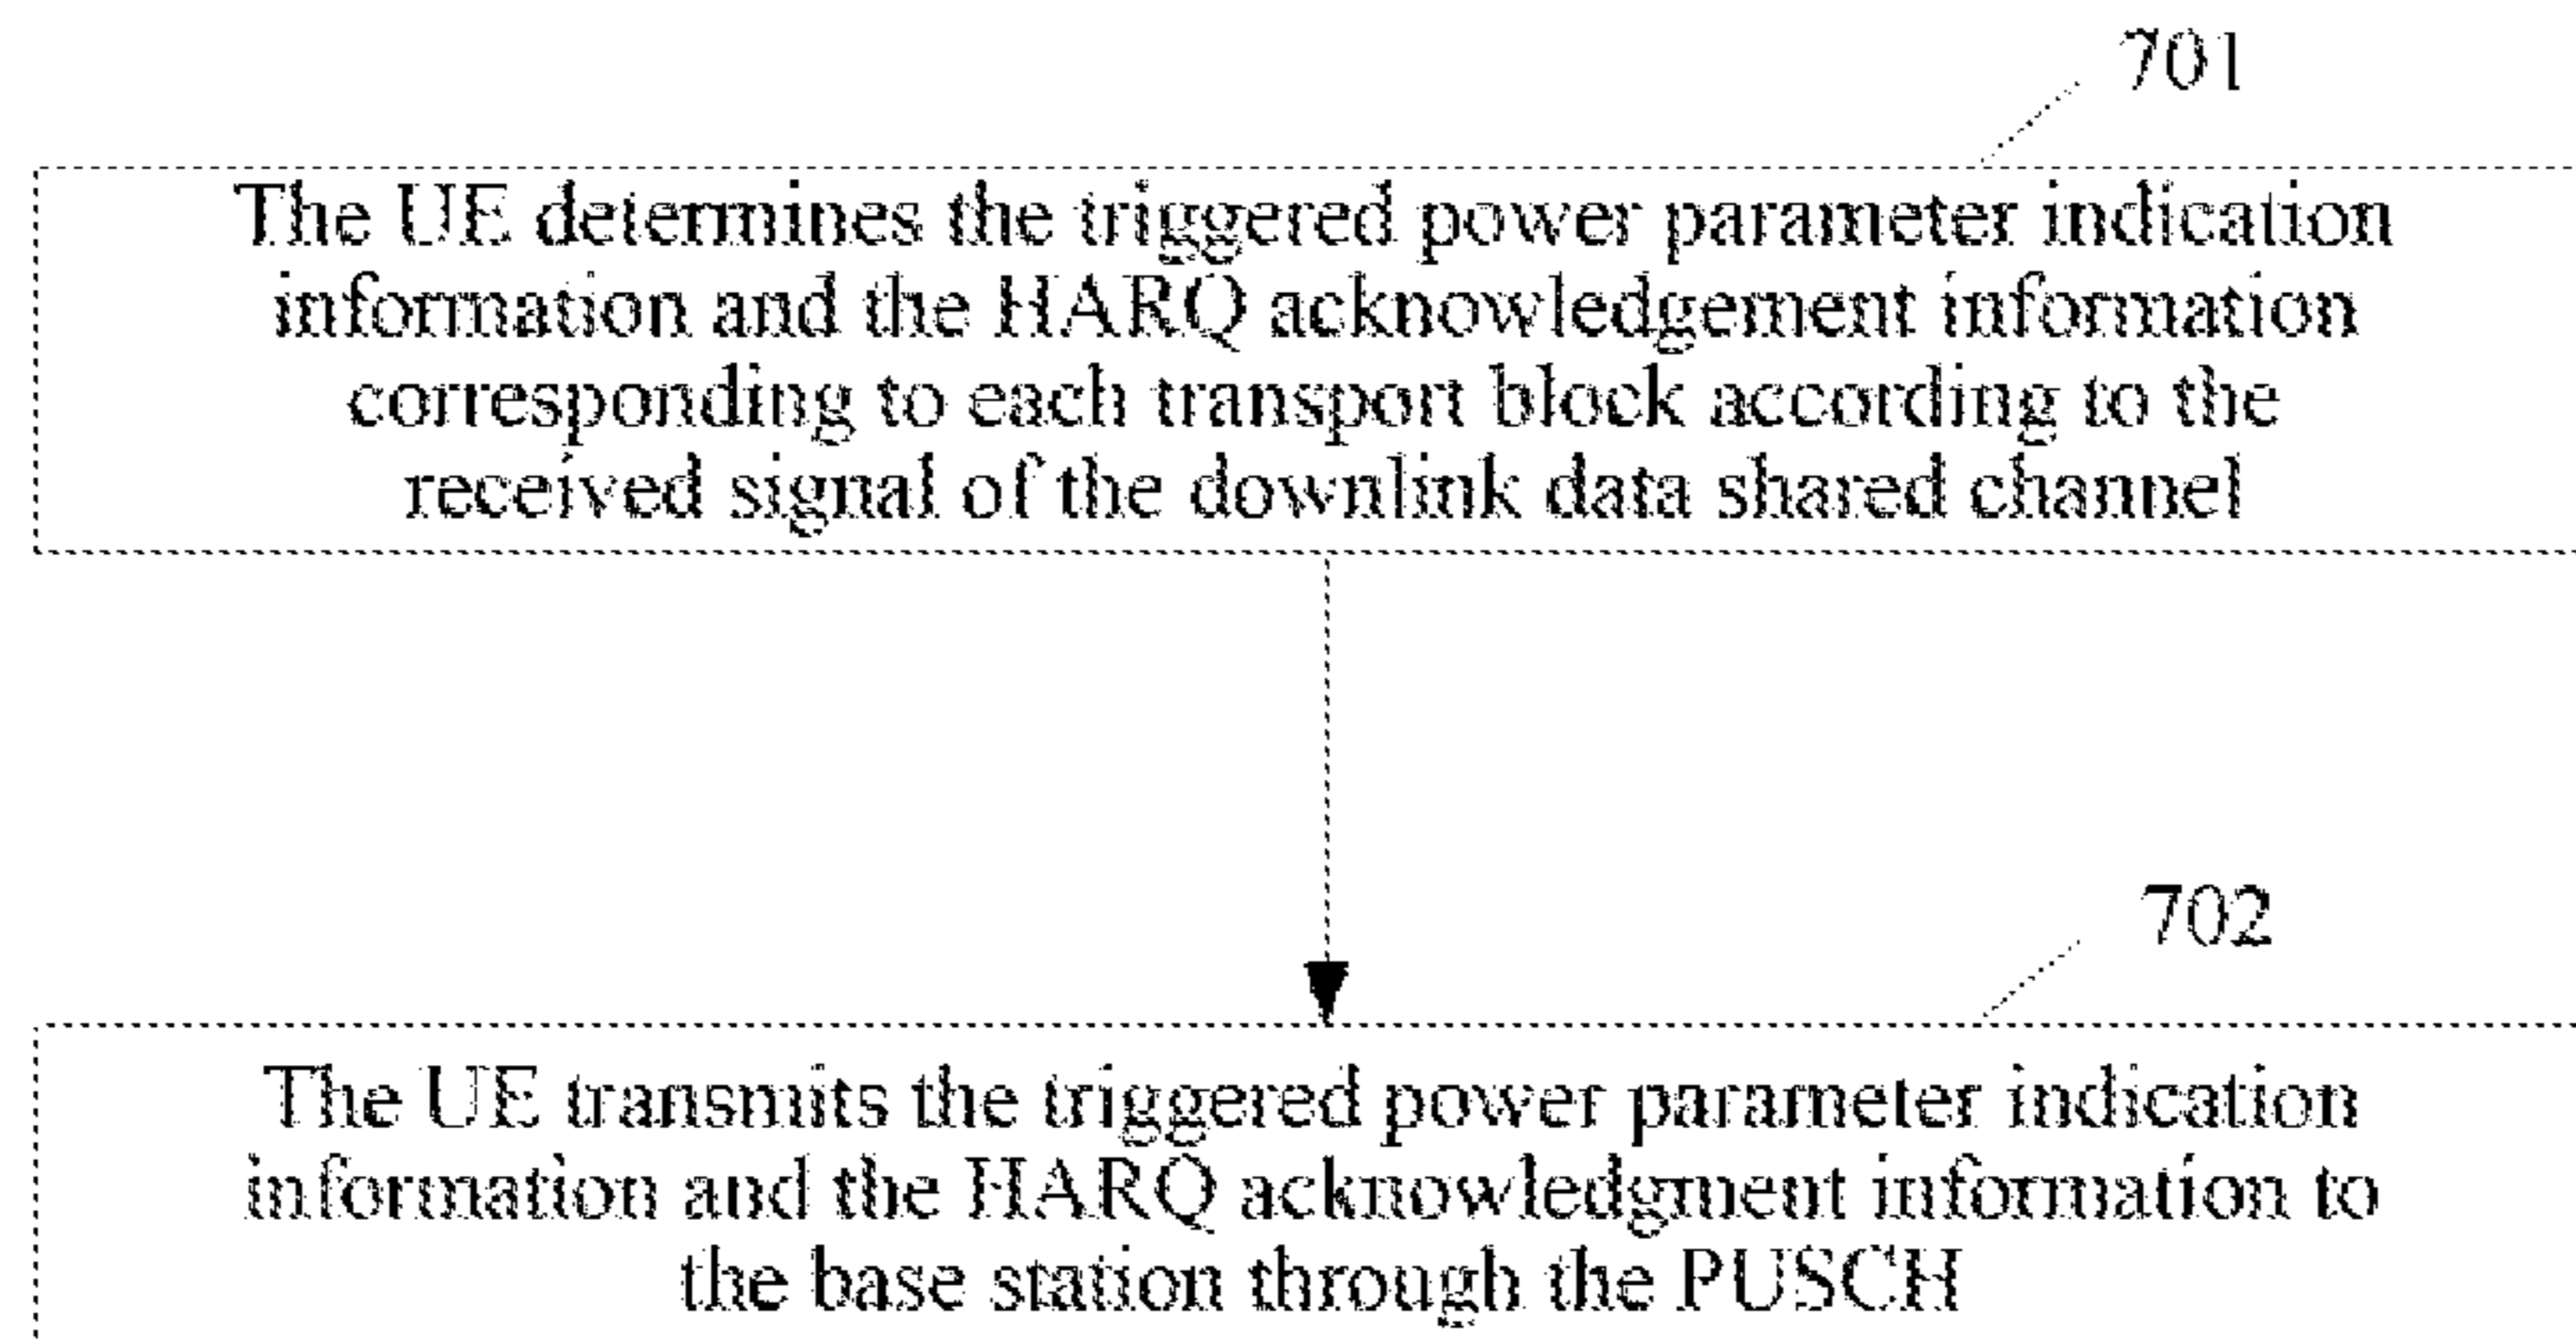 701
The UE determines the triggered power parameter indication
information and the HARQ acknowledgement information
corresponding to each transport block according to the
received signal of the downlink data shared channel
702
The UE transmits the triggered power parameter indication
information and the HARQ acknowledgment information to
the base station through the PUSCH